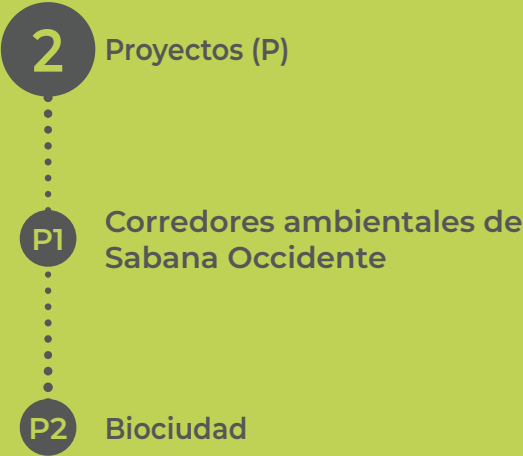 2 Proyectos (P)
P1 Corredores ambientales de
Sabana Occidente
P2 Biociudad